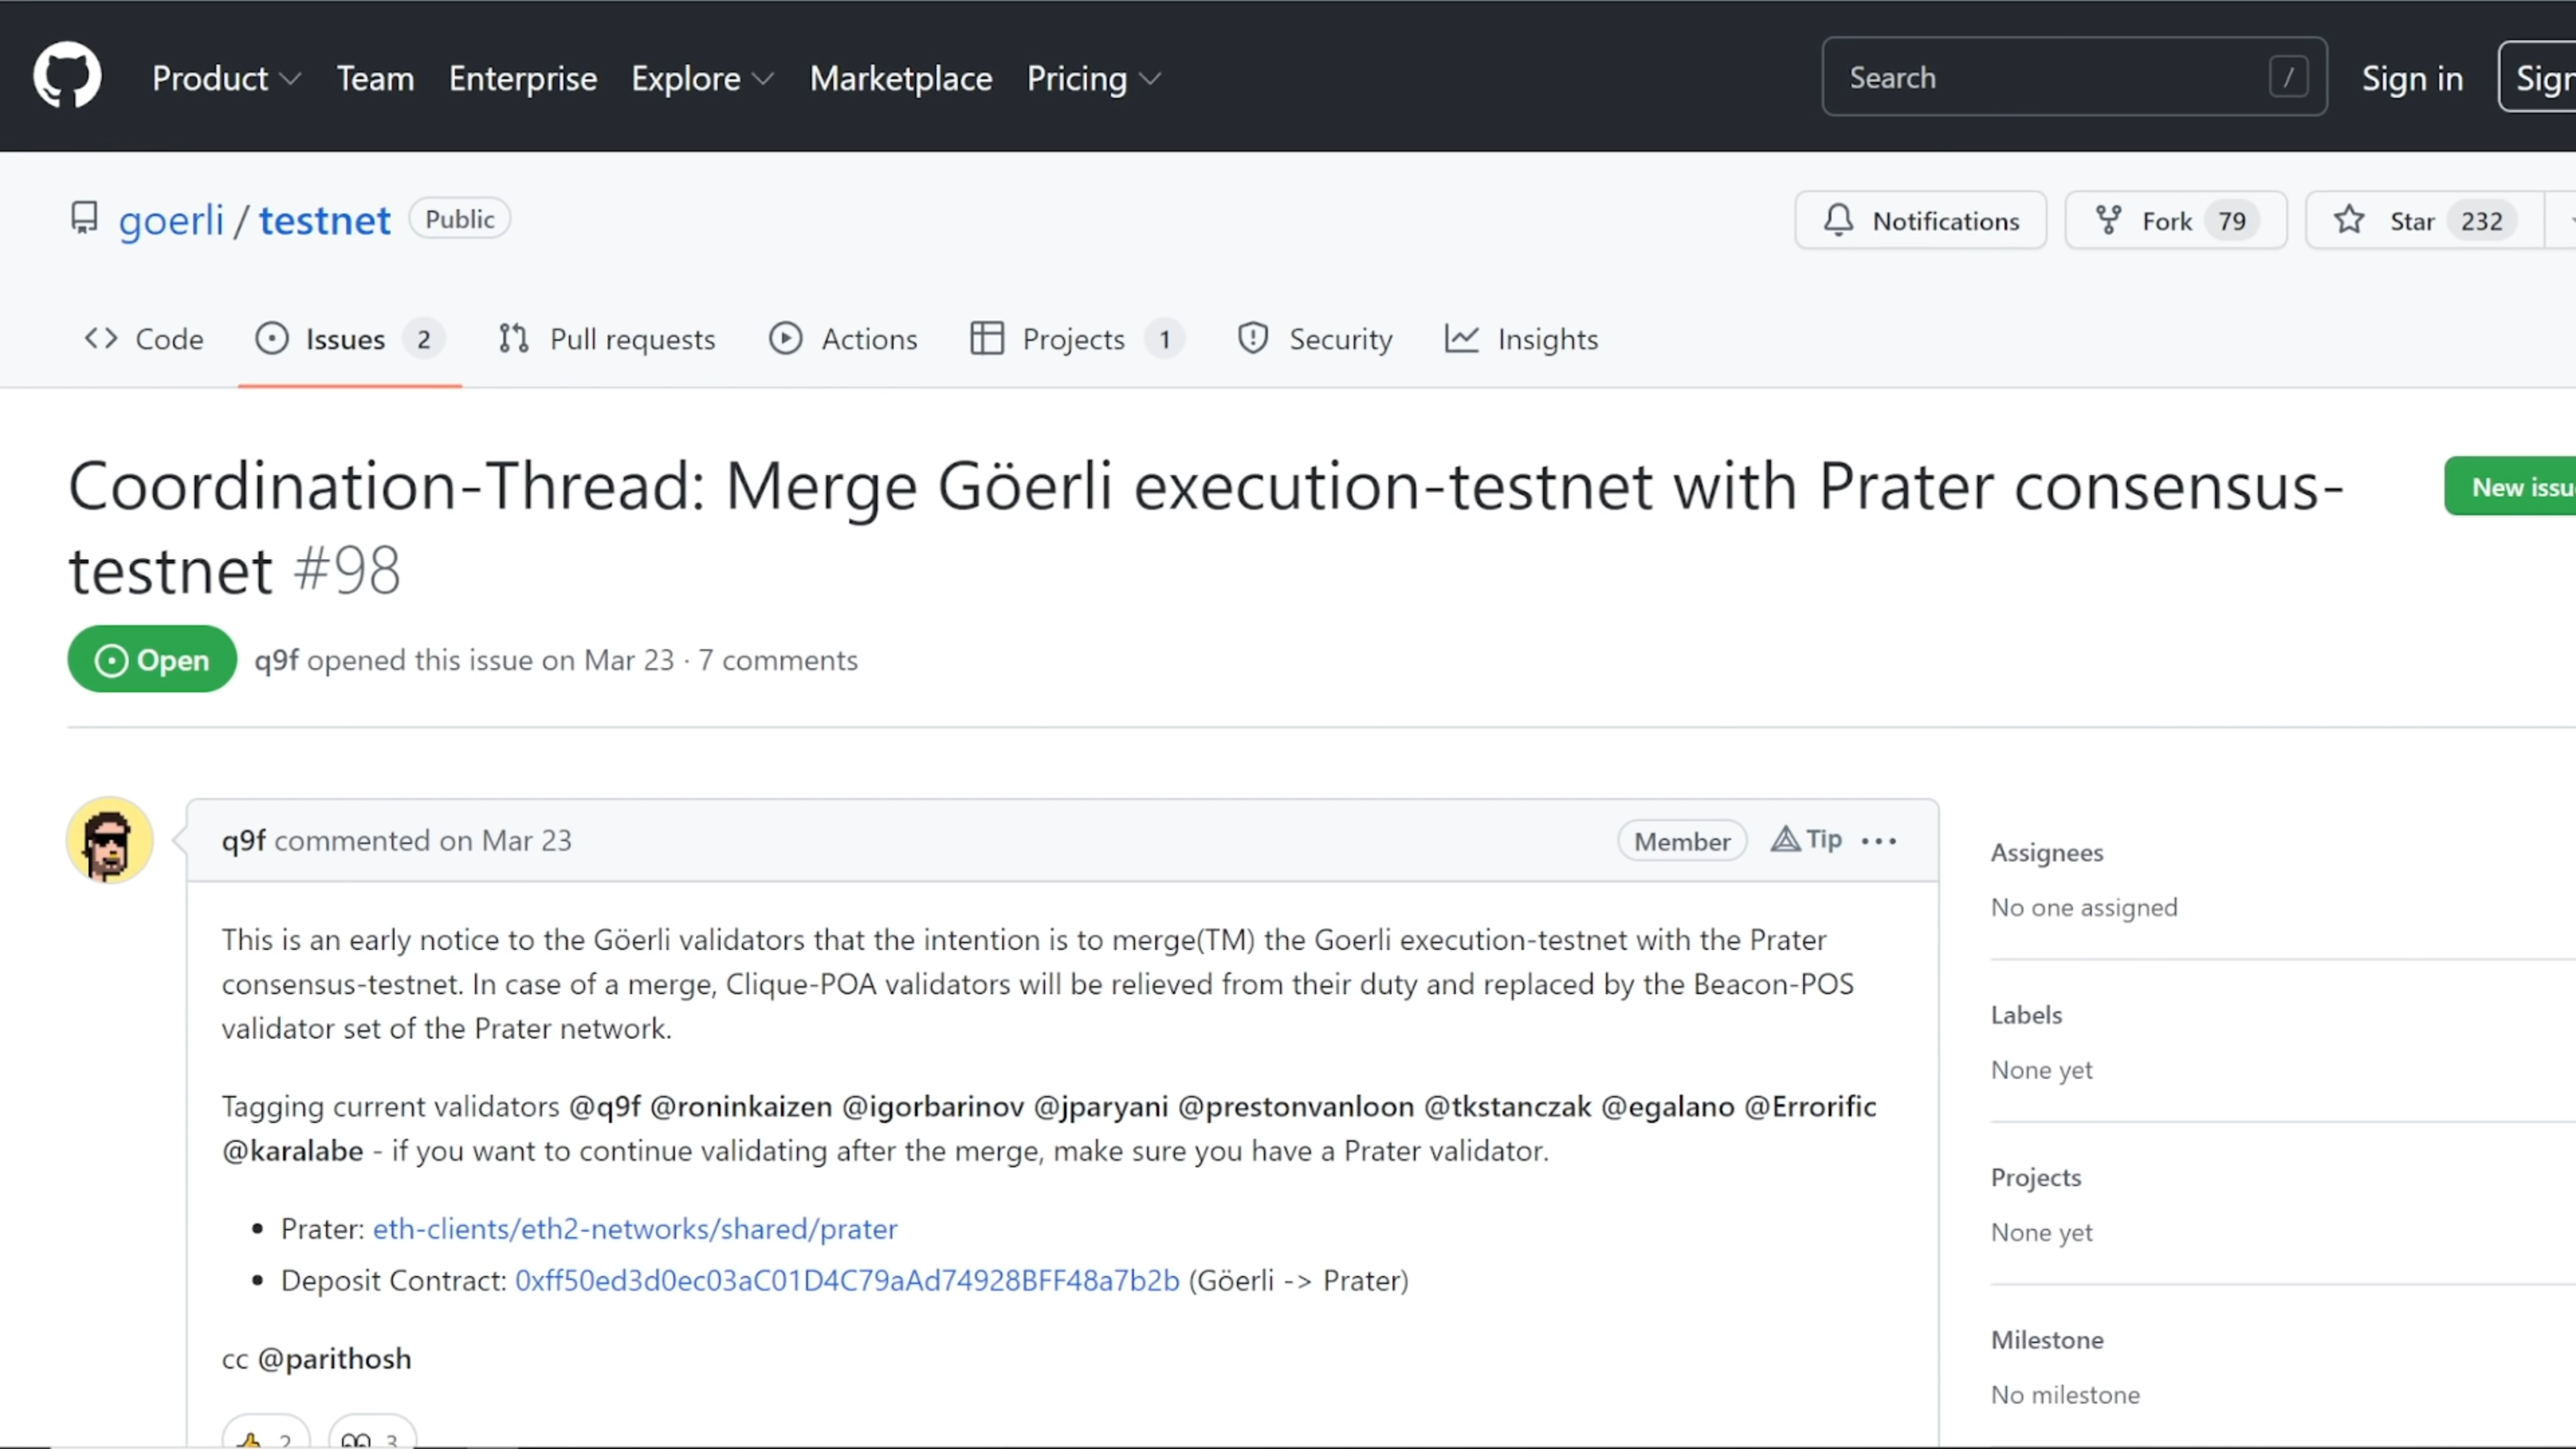 Product Team Enterprise Explore Marketplace Pricing Search / Sign in Sign
goerli / testnet Public Notifications Fork 79 Star 232
Code Issues 2 Pull requests Actions Projects 1 Security Insights
Coordination-Thread: Merge Göerli execution-testnet with Prater consensus-
testnet #98
New issu
Open q9f opened this issue on Mar 23 · 7 comments
q9f commented on Mar 23 Member Tip
This is an early notice to the Göerli validators that the intention is to merge(TM) the Goerli execution-testnet with the Prater
consensus-testnet. In case of a merge, Clique-POA validators will be relieved from their duty and replaced by the Beacon-POS
validator set of the Prater network.
Tagging current validators @q9f @roninkaizen @igorbarinov @jparyani @prestonvanloon @tkstanczak @egalano @Errorific
@karalabe - if you want to continue validating after the merge, make sure you have a Prater validator.
• Prater: eth-clients/eth2-networks/shared/prater
• Deposit Contract: 0xff50ed3d0ec03aC01D4C79aAd74928BFF48a7b2b (Göerli -> Prater)
cc @parithosh
2 3
Assignees
No one assigned
Labels
None yet
Projects
None yet
Milestone
No milestone